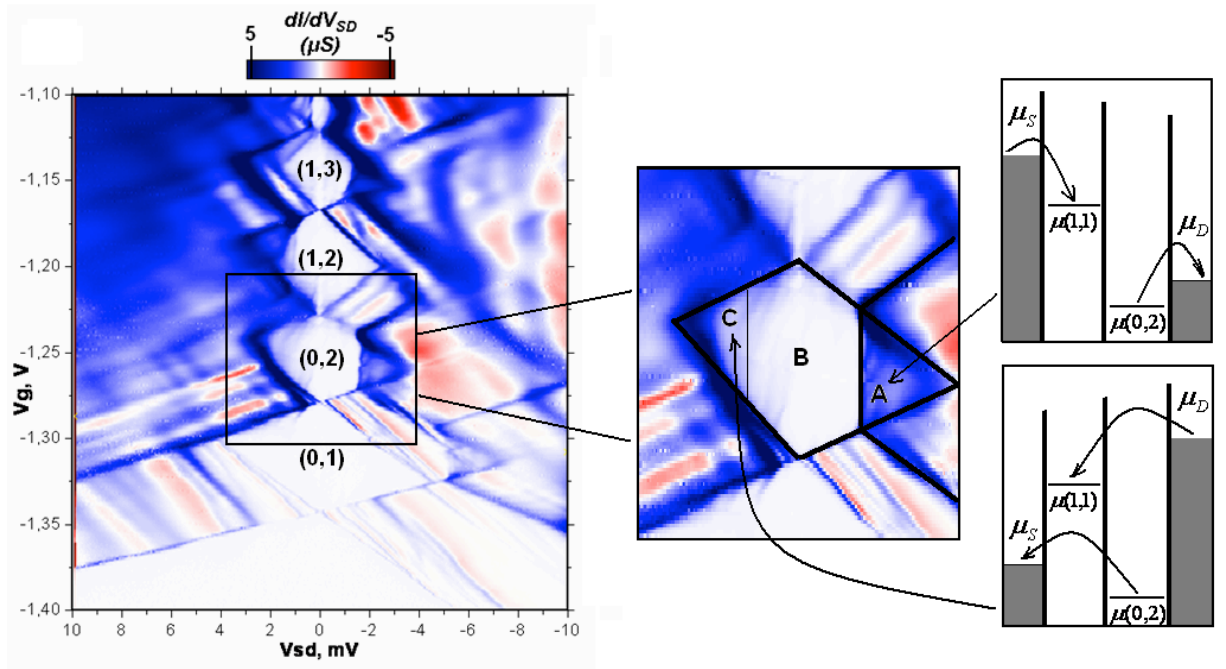 dI/dV_SD
(µS)
5
-5
-1,10
-1,15
-1,20
-1,25
-1,30
-1,35
-1,40
Vg, V
10
8
6
4
2
0
-2
-4
-6
-8
-10
Vsd, mV
(1,3)
(1,2)
(0,2)
(0,1)
C
B
A
μ_S
μ(1,1)
μ_D
μ(0,2)
μ_D
μ(1,1)
μ_S
μ(0,2)